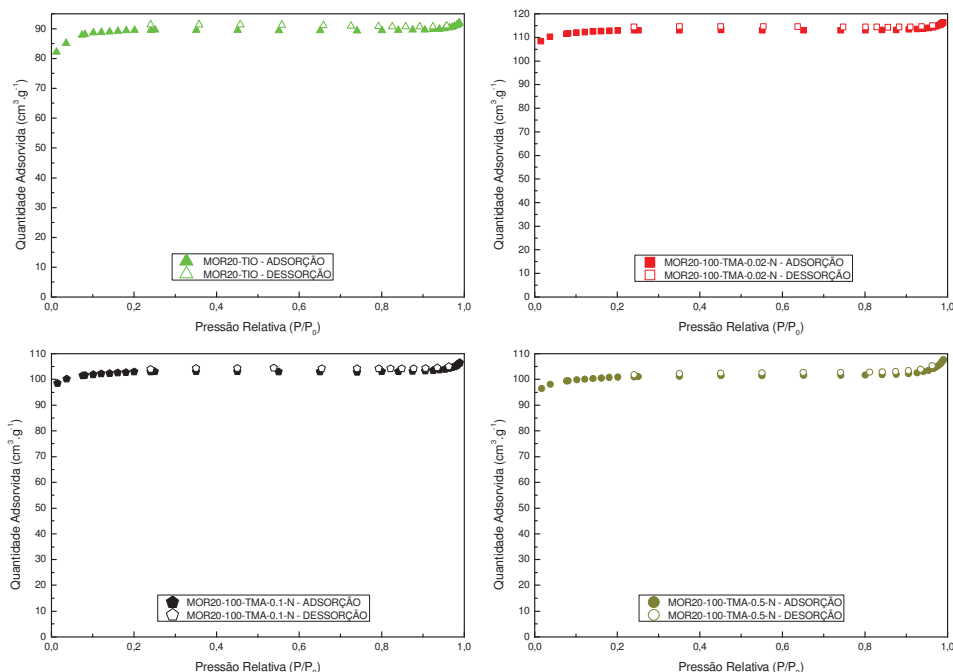 Quantidade Adsorvida (cm³.g⁻¹)
90
80
70
60
50
40
30
20
10
0
MOR20-TIO - ADSORÇÃO
MOR20-TIO - DESSORÇÃO
0,0 0,2 0,4 0,6 0,8 1,0
Pressão Relativa (P/P₀)
Quantidade Adsorvida (cm³.g⁻¹)
120
110
100
90
80
70
60
50
40
30
20
10
0
MOR20-100-TMA-0.02-N - ADSORÇÃO
MOR20-100-TMA-0.02-N - DESSORÇÃO
0,0 0,2 0,4 0,6 0,8 1,0
Pressão Relativa (P/P₀)
Quantidade Adsorvida (cm³.g⁻¹)
110
100
90
80
70
60
50
40
30
20
10
0
MOR20-100-TMA-0.1-N - ADSORÇÃO
MOR20-100-TMA-0.1-N - DESSORÇÃO
0,0 0,2 0,4 0,6 0,8 1,0
Pressão Relativa (P/P₀)
Quantidade Adsorvida (cm³.g⁻¹)
110
100
90
80
70
60
50
40
30
20
10
0
MOR20-100-TMA-0.5-N - ADSORÇÃO
MOR20-100-TMA-0.5-N - DESORÇÃO
0,0 0,2 0,4 0,6 0,8 1,0
Pressão Relativa (P/P₀)